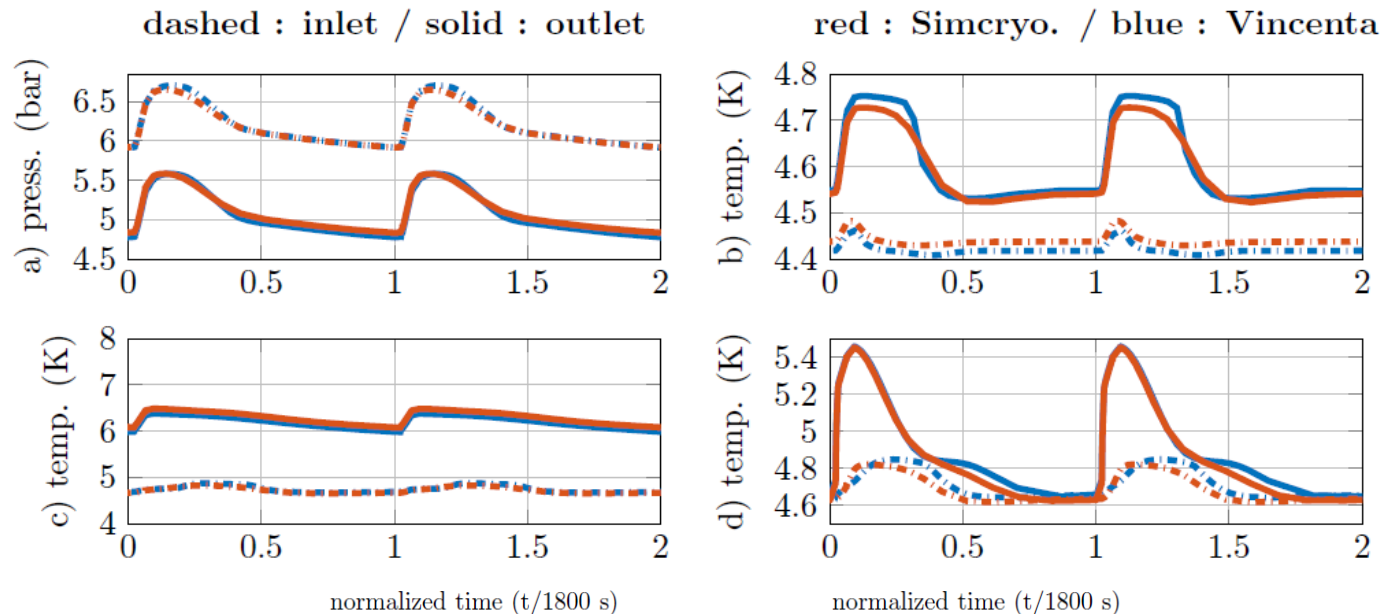 dashed : inlet / solid : outlet
red : Simcryo. / blue : Vincenta
a) press. (bar)
6.5
6
5.5
5
4.5
0 0.5 1 1.5 2
b) temp. (K)
4.8
4.7
4.6
4.5
4.4
0 0.5 1 1.5 2
c) temp. (K)
8
7
6
5
4
0 0.5 1 1.5 2
d) temp. (K)
5.4
5.2
5
4.8
4.6
0 0.5 1 1.5 2
normalized time (t/1800 s)
normalized time (t/1800 s)